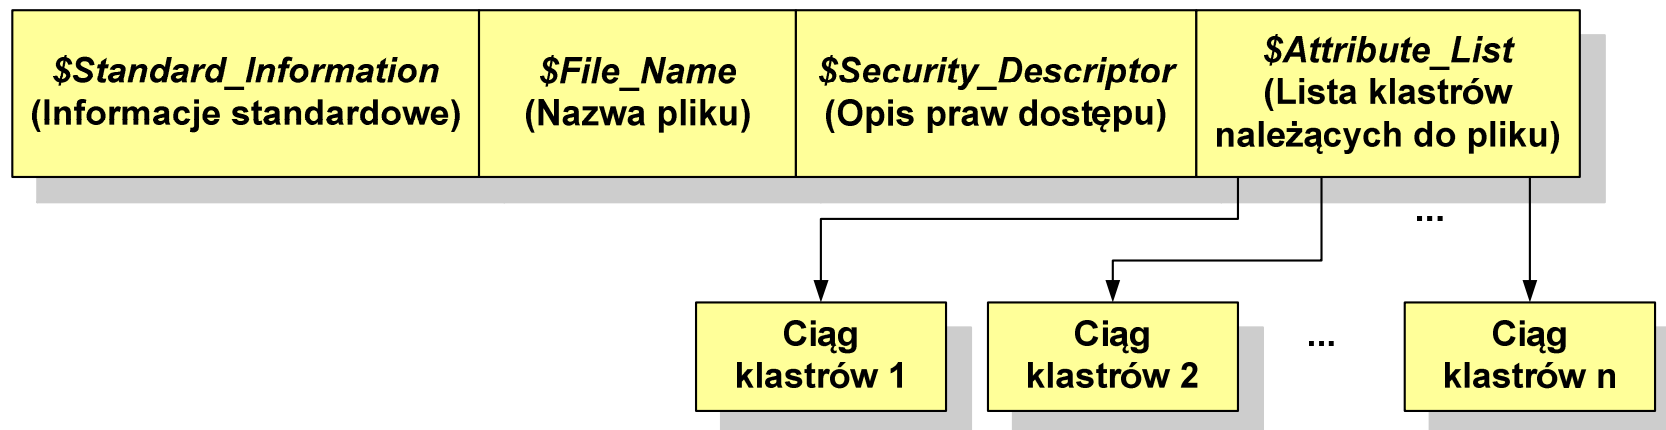 $Standard_Information
(Informacje standardowe)
$File_Name
(Nazwa pliku)
$Security_Descriptor
(Opis praw dostępu)
$Attribute_List
(Lista klastrów
należących do pliku)
...
Ciąg
klastrów 1
Ciąg
klastrów 2
...
Ciąg
klastrów n